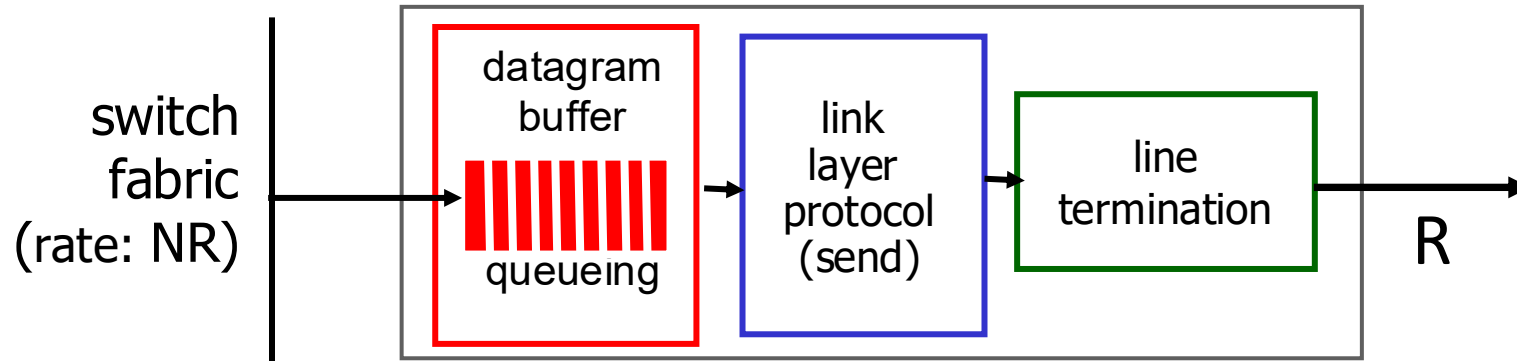 switch
fabric
(rate: NR)
datagram
buffer
queueing
link
layer
protocol
(send)
line
termination
R